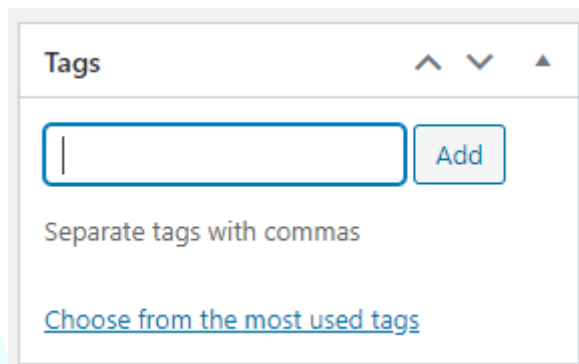 Tags
Add
Separate tags with commas
Choose from the most used tags